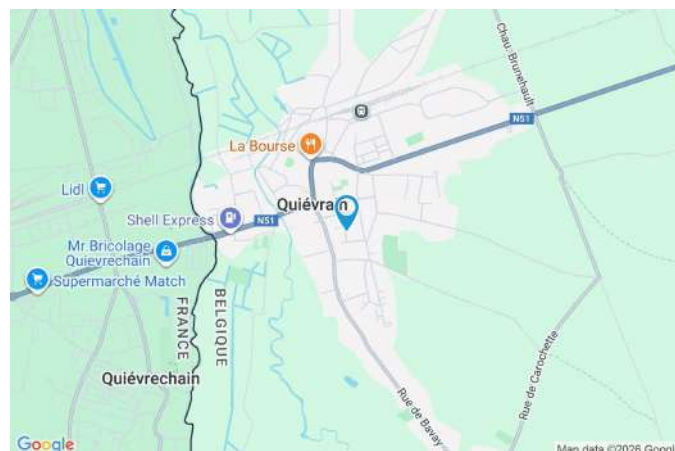 Chau. Brunehault
N51
La Bourse
Lidl
Quiévrain
Shell Express
N51
Mr Bricolage
Quievrechain
Supermarché Match
FRANCE
BELGIQUE
Quiévrechain
Rue de Bavay
Rue de Carochette
Google
Map data ©2026 Google